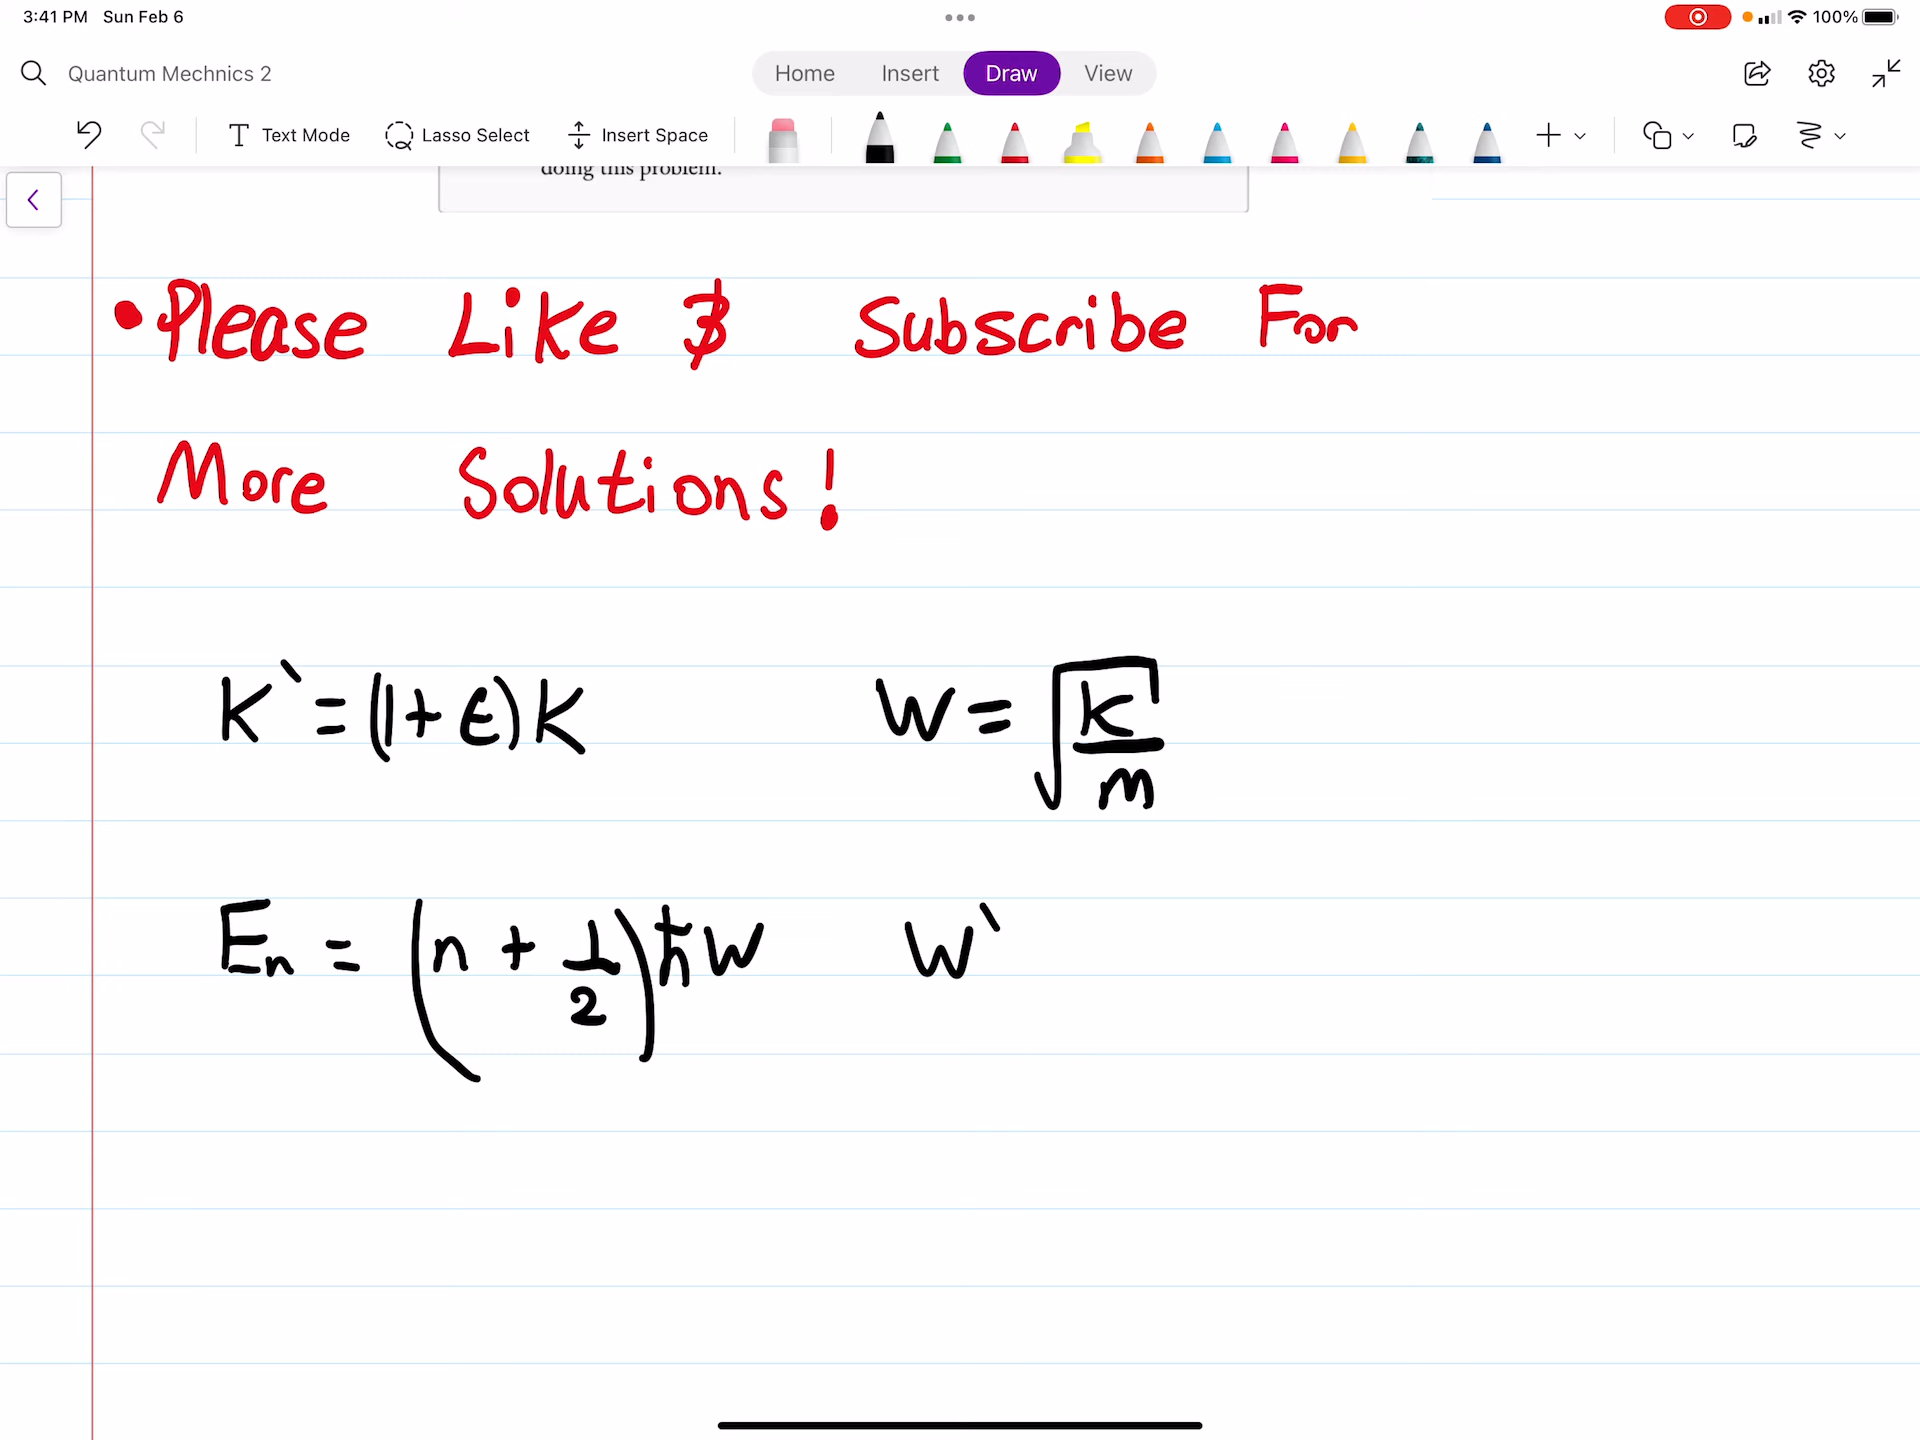 3:41 PM Sun Feb 6
100%
Quantum Mechnics 2
Home Insert Draw View
Text Mode Lasso Select Insert Space
doing this problem.
• Please Like & Subscribe For
More Solutions!
K` = (1 + ϵ) K W = √(K/m)
En = (n + 1/2) ħ W W`